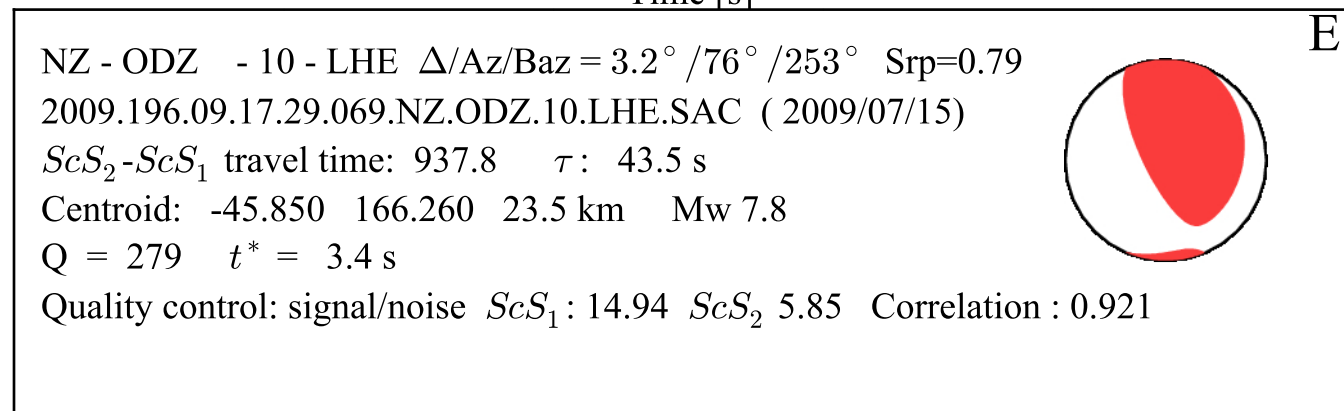 Time [s]
E
NZ - ODZ - 10 - LHE Δ/Az/Baz = 3.2° /76° /253° Srp=0.79
2009.196.09.17.29.069.NZ.ODZ.10.LHE.SAC ( 2009/07/15)
ScS₂-ScS₁ travel time: 937.8 τ : 43.5 s
Centroid: -45.850 166.260 23.5 km Mw 7.8
Q = 279 t* = 3.4 s
Quality control: signal/noise ScS₁ : 14.94 ScS₂ 5.85 Correlation : 0.921